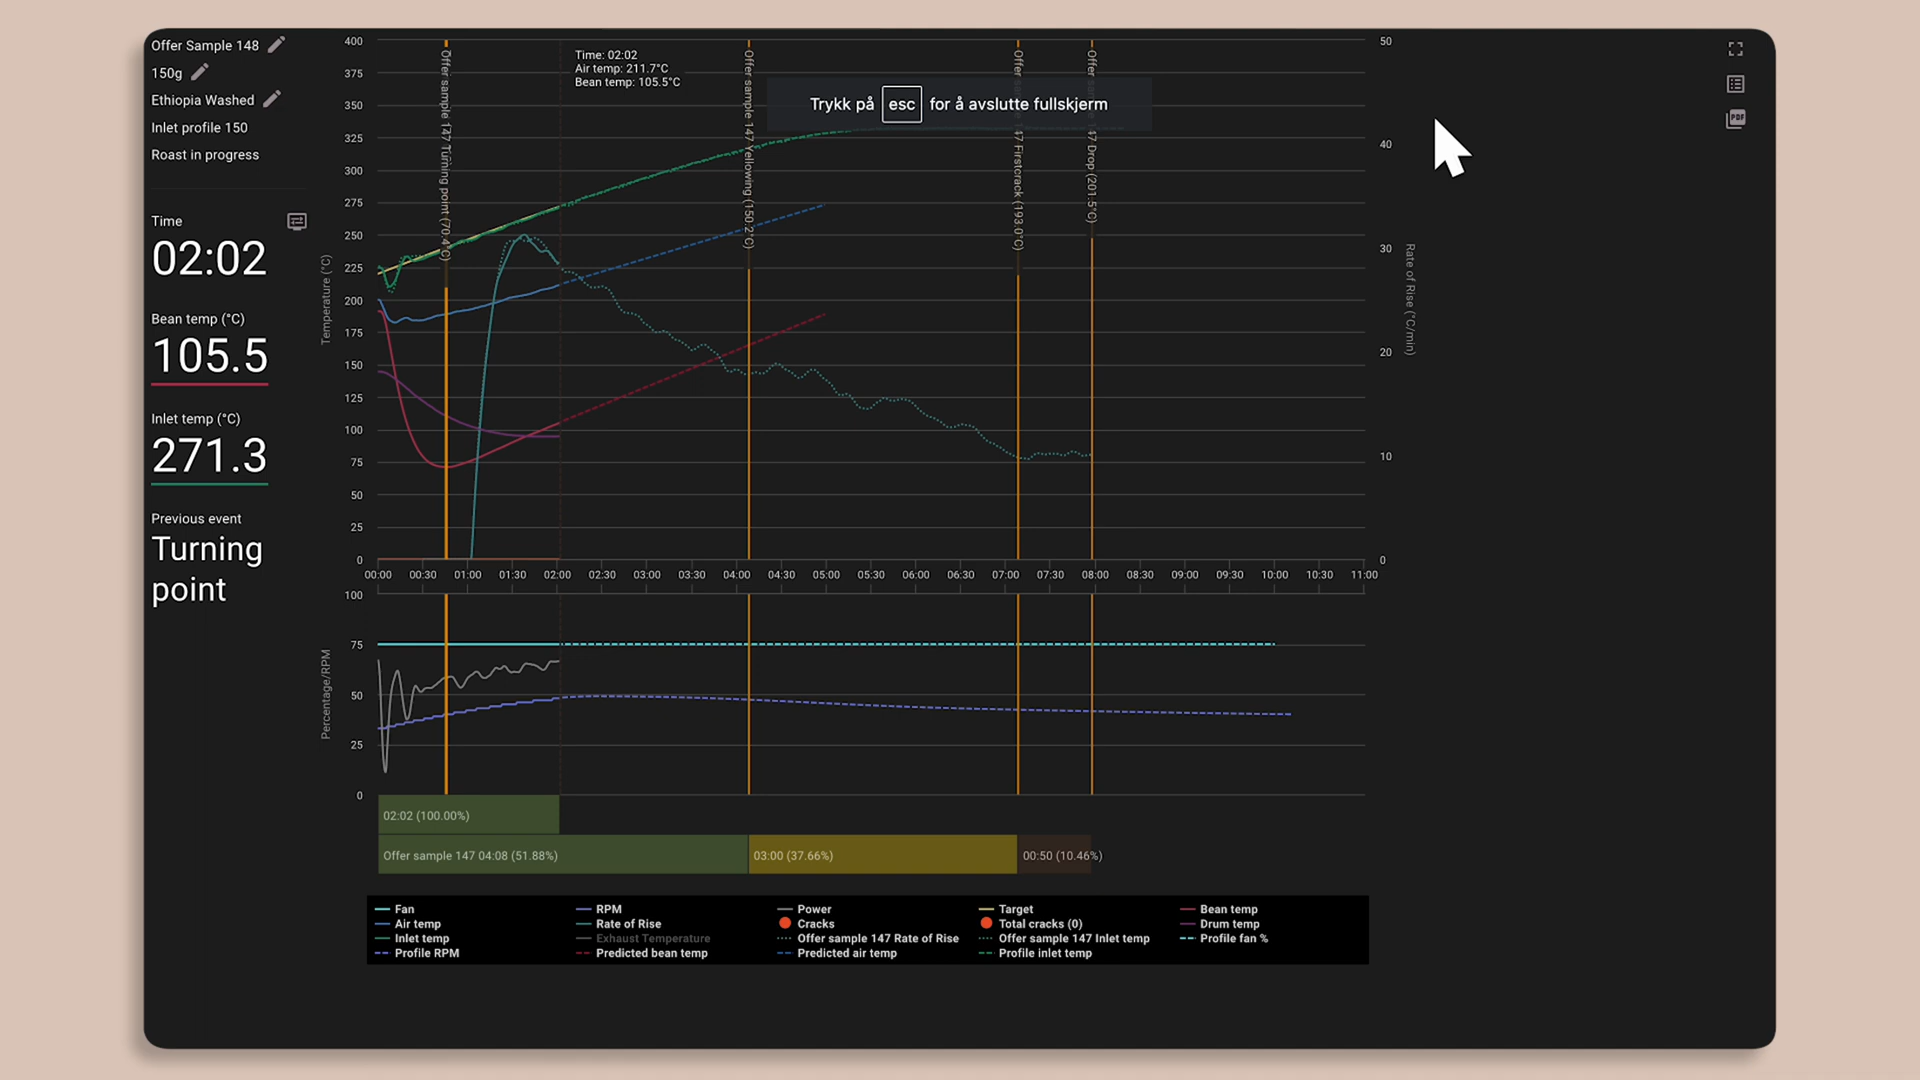 Offer Sample 148
150g
Ethiopia Washed
Inlet profile 150
Roast in progress
Time
02:02
Bean temp (°C)
105.5
Inlet temp (°C)
271.3
Previous event
Turning
point
Time: 02:02
Air temp: 211.7°C
Bean temp: 105.5°C
Trykk på esc for å avslutte fullskjerm
PDF
Temperature (°C)
400
375
350
325
300
275
250
225
200
175
150
125
100
75
50
25
0
Offer sample 147 Turning point (70.4°C)
Offer sample 147 Yellowing (150.2°C)
Offer 47 Firstcrack (193.0°C)
Offer 47 Drop (201.5°C)
50
40
30
20
10
0
Rate of Rise (°C/min)
00:00 00:30 01:00 01:30 02:00 02:30 03:00 03:30 04:00 04:30 05:00 05:30 06:00 06:30 07:00 07:30 08:00 08:30 09:00 09:30 10:00 10:30 11:00
Percentage/RPM
100
75
50
25
0
02:02 (100.00%)
Offer sample 147 04:08 (51.88%) 03:00 (37.66%) 00:50 (10.46%)
Fan RPM Power Target Bean temp
Air temp Rate of Rise Cracks Total cracks (0) Drum temp
Inlet temp Exhaust Temperature Offer sample 147 Rate of Rise Offer sample 147 Inlet temp Profile fan %
Profile RPM Predicted bean temp Predicted air temp Profile inlet temp